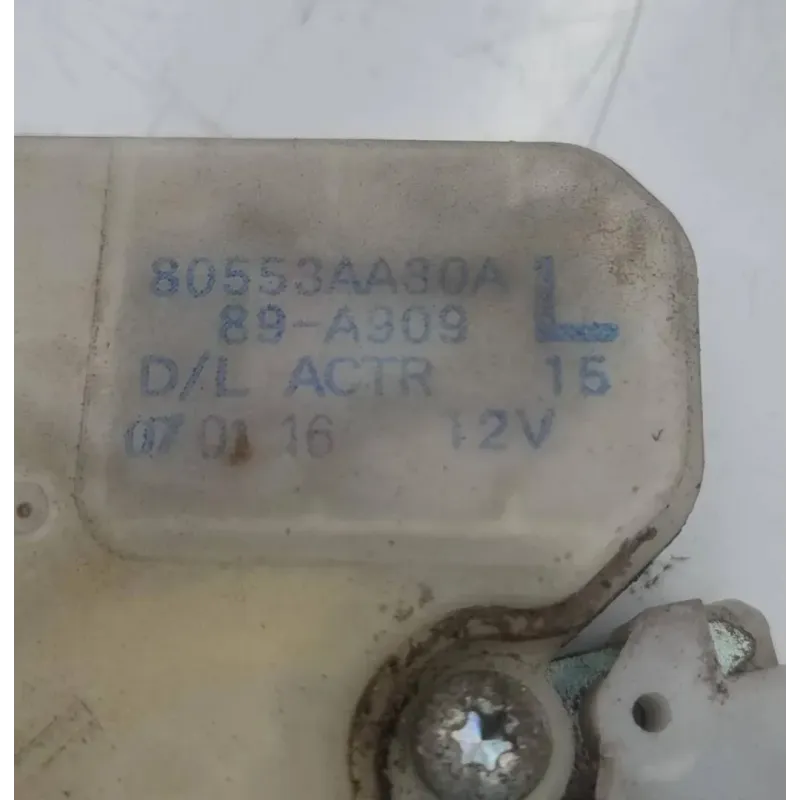 80553AA30A L
89-A309
D/L ACTR 15
07 01 16 12V